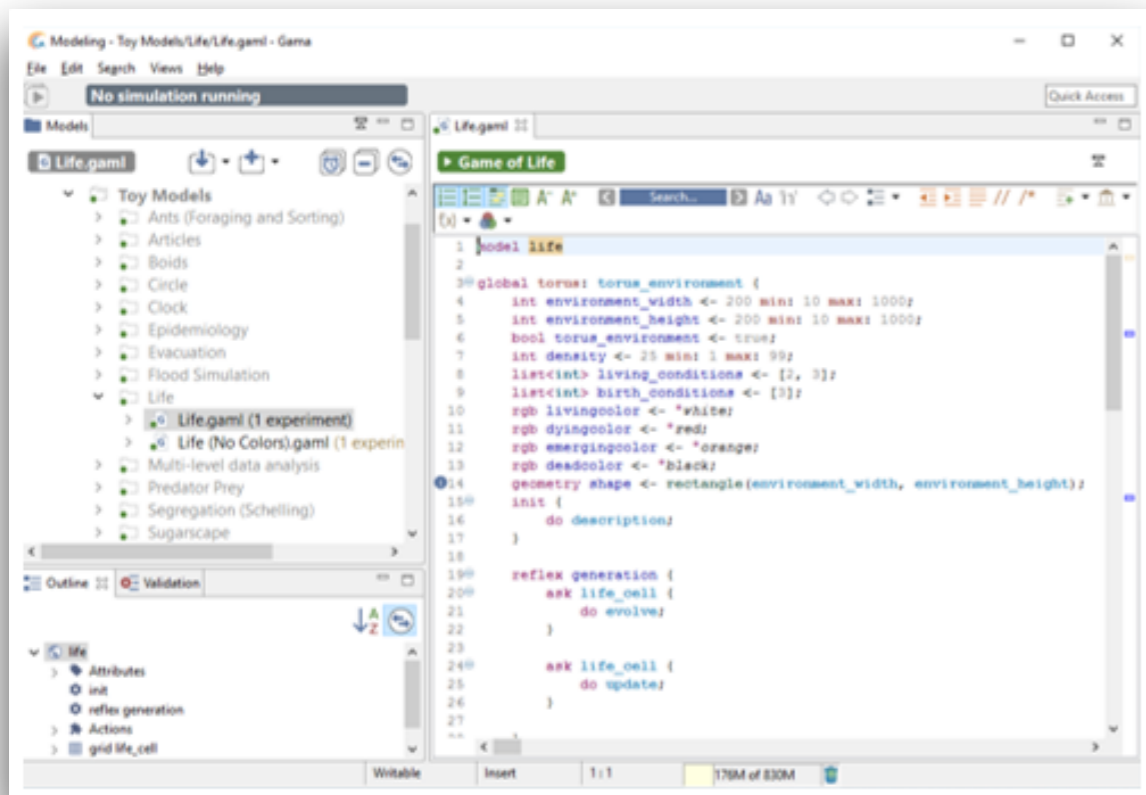 Modeling - Toy Models/Life/Life.gaml - Gama
File Edit Search Views Help
No simulation running
Quick Access
Models
Life.gaml
Toy Models
Ants (Foraging and Sorting)
Articles
Boids
Circle
Clock
Epidemiology
Evacuation
Flood Simulation
Life
Life.gaml (1 experiment)
Life (No Colors).gaml (1 experim
Multi-level data analysis
Predator Prey
Segregation (Schelling)
Sugarscape
Outline Validation
life
Attributes
init
reflex generation
Actions
grid life_cell
Life.gaml
Game of Life
Search...
1 model life
2
3 global torus: torus_environment {
4 int environment_width <- 200 min: 10 max: 1000;
5 int environment_height <- 200 min: 10 max: 1000;
6 bool torus_environment <- true;
7 int density <- 25 min: 1 max: 99;
8 list<int> living_conditions <- [2, 3];
9 list<int> birth_conditions <- [3];
10 rgb livingcolor <- °white;
11 rgb dyingcolor <- °red;
12 rgb emergingcolor <- °orange;
13 rgb deadcolor <- °black;
14 geometry shape <- rectangle(environment_width, environment_height);
15 init {
16 do description;
17 }
18
19 reflex generation {
20 ask life_cell {
21 do evolve;
22 }
23
24 ask life_cell {
25 do update;
26 }
27
Writable Insert 1 : 1 176M of 830M